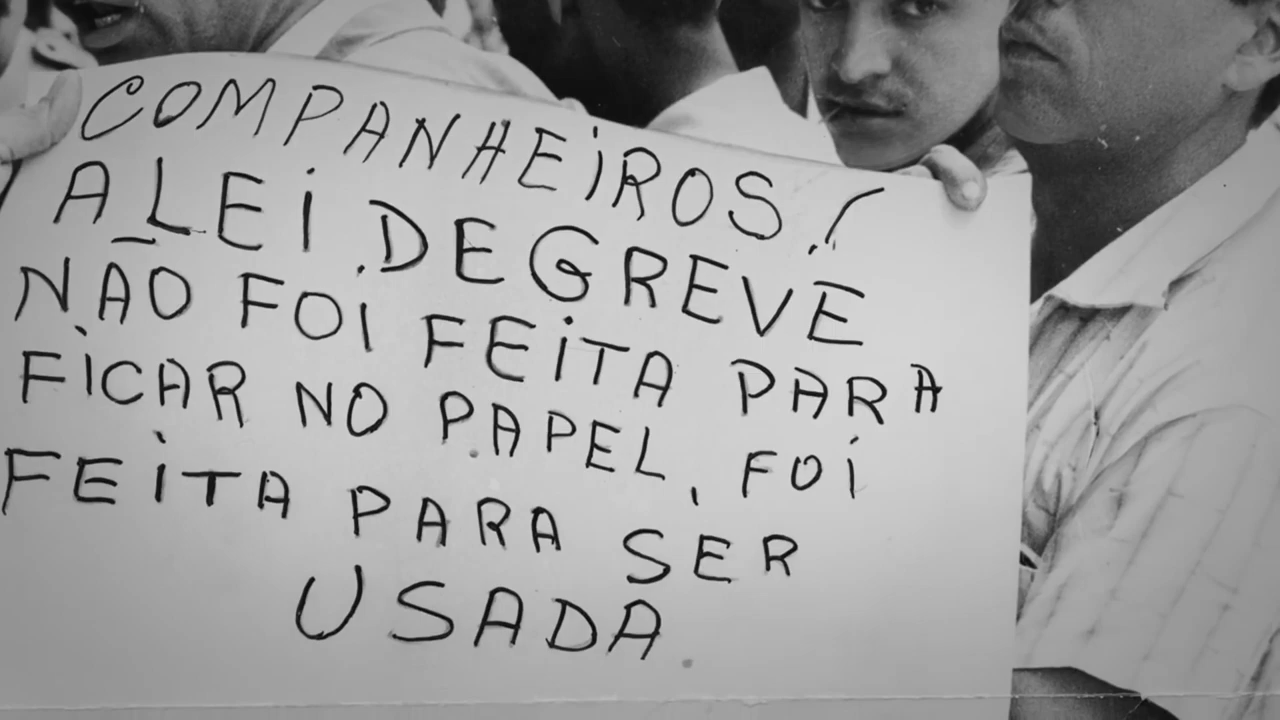 COMPANHEIROS!
A LEI DE GREVE
NÃO FOI FEITA PARA
FICAR NO PAPEL, FOI
FEITA PARA SER
USADA.